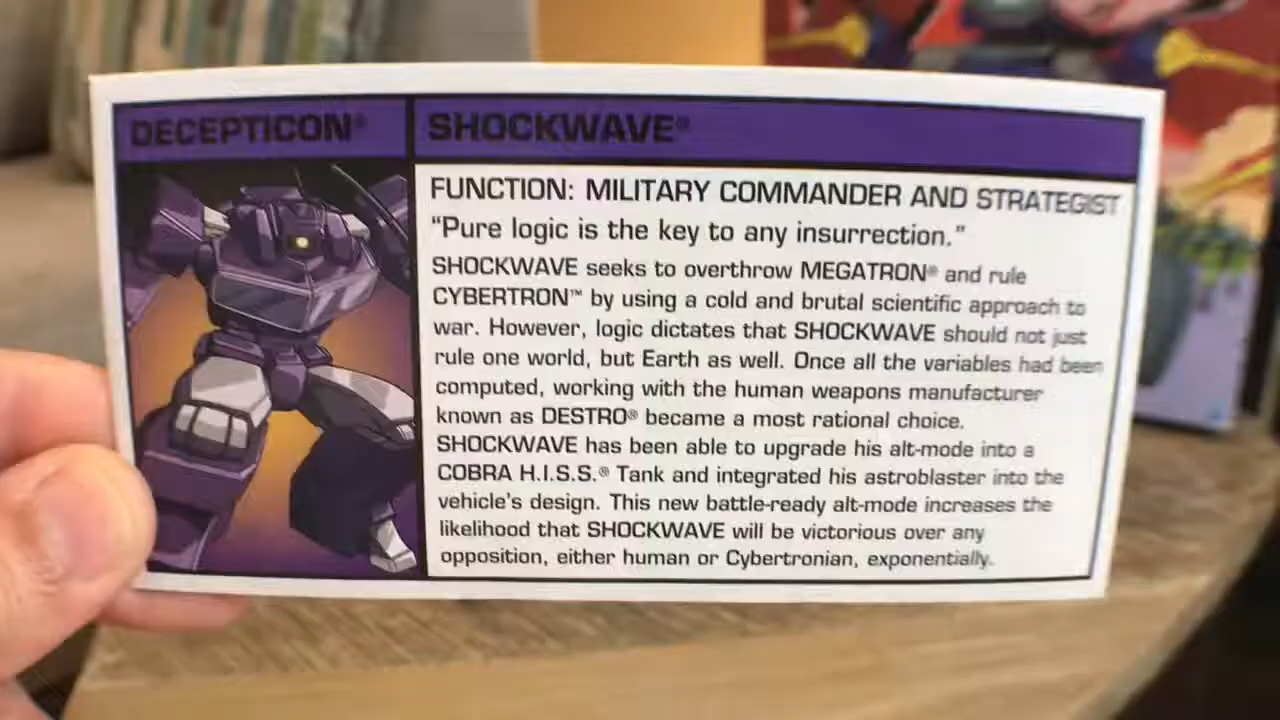 DECEPTICON®
SHOCKWAVE®
FUNCTION: MILITARY COMMANDER AND STRATEGIST
"Pure logic is the key to any insurrection."
SHOCKWAVE seeks to overthrow MEGATRON® and rule
CYBERTRON™ by using a cold and brutal scientific approach to
war. However, logic dictates that SHOCKWAVE should not just
rule one world, but Earth as well. Once all the variables had been
computed, working with the human weapons manufacturer
known as DESTRO® became a most rational choice.
SHOCKWAVE has been able to upgrade his alt-mode into a
COBRA H.I.S.S.® Tank and integrated his astroblaster into the
vehicle's design. This new battle-ready alt-mode increases the
likelihood that SHOCKWAVE will be victorious over any
opposition, either human or Cybertronian, exponentially.